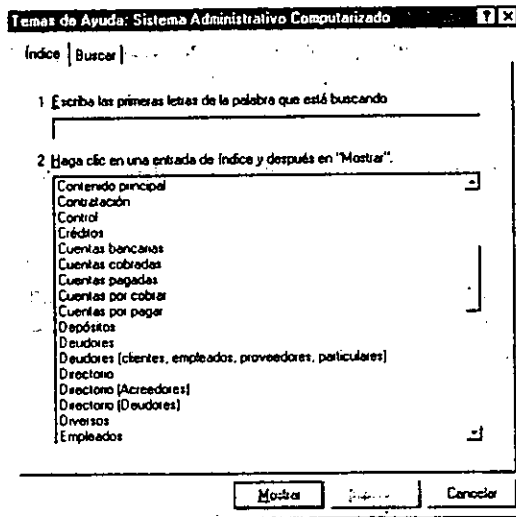 Temas de Ayuda: Sistema Administrativo Computarizado
Índice Buscar
1 Escriba las primeras letras de la palabra que está buscando
2 Haga clic en una entrada de índice y después en "Mostrar".
Contenido principal
Contratación
Control
Créditos
Cuentas bancarias
Cuentas cobradas
Cuentas pagadas
Cuentas por cobrar
Cuentas por pagar
Depósitos
Deudores
Deudores (clientes, empleados, proveedores, particulares)
Directorio
Directorio (Acreedores)
Directorio (Deudores)
Diversos
Empleados
Mostrar Cancelar